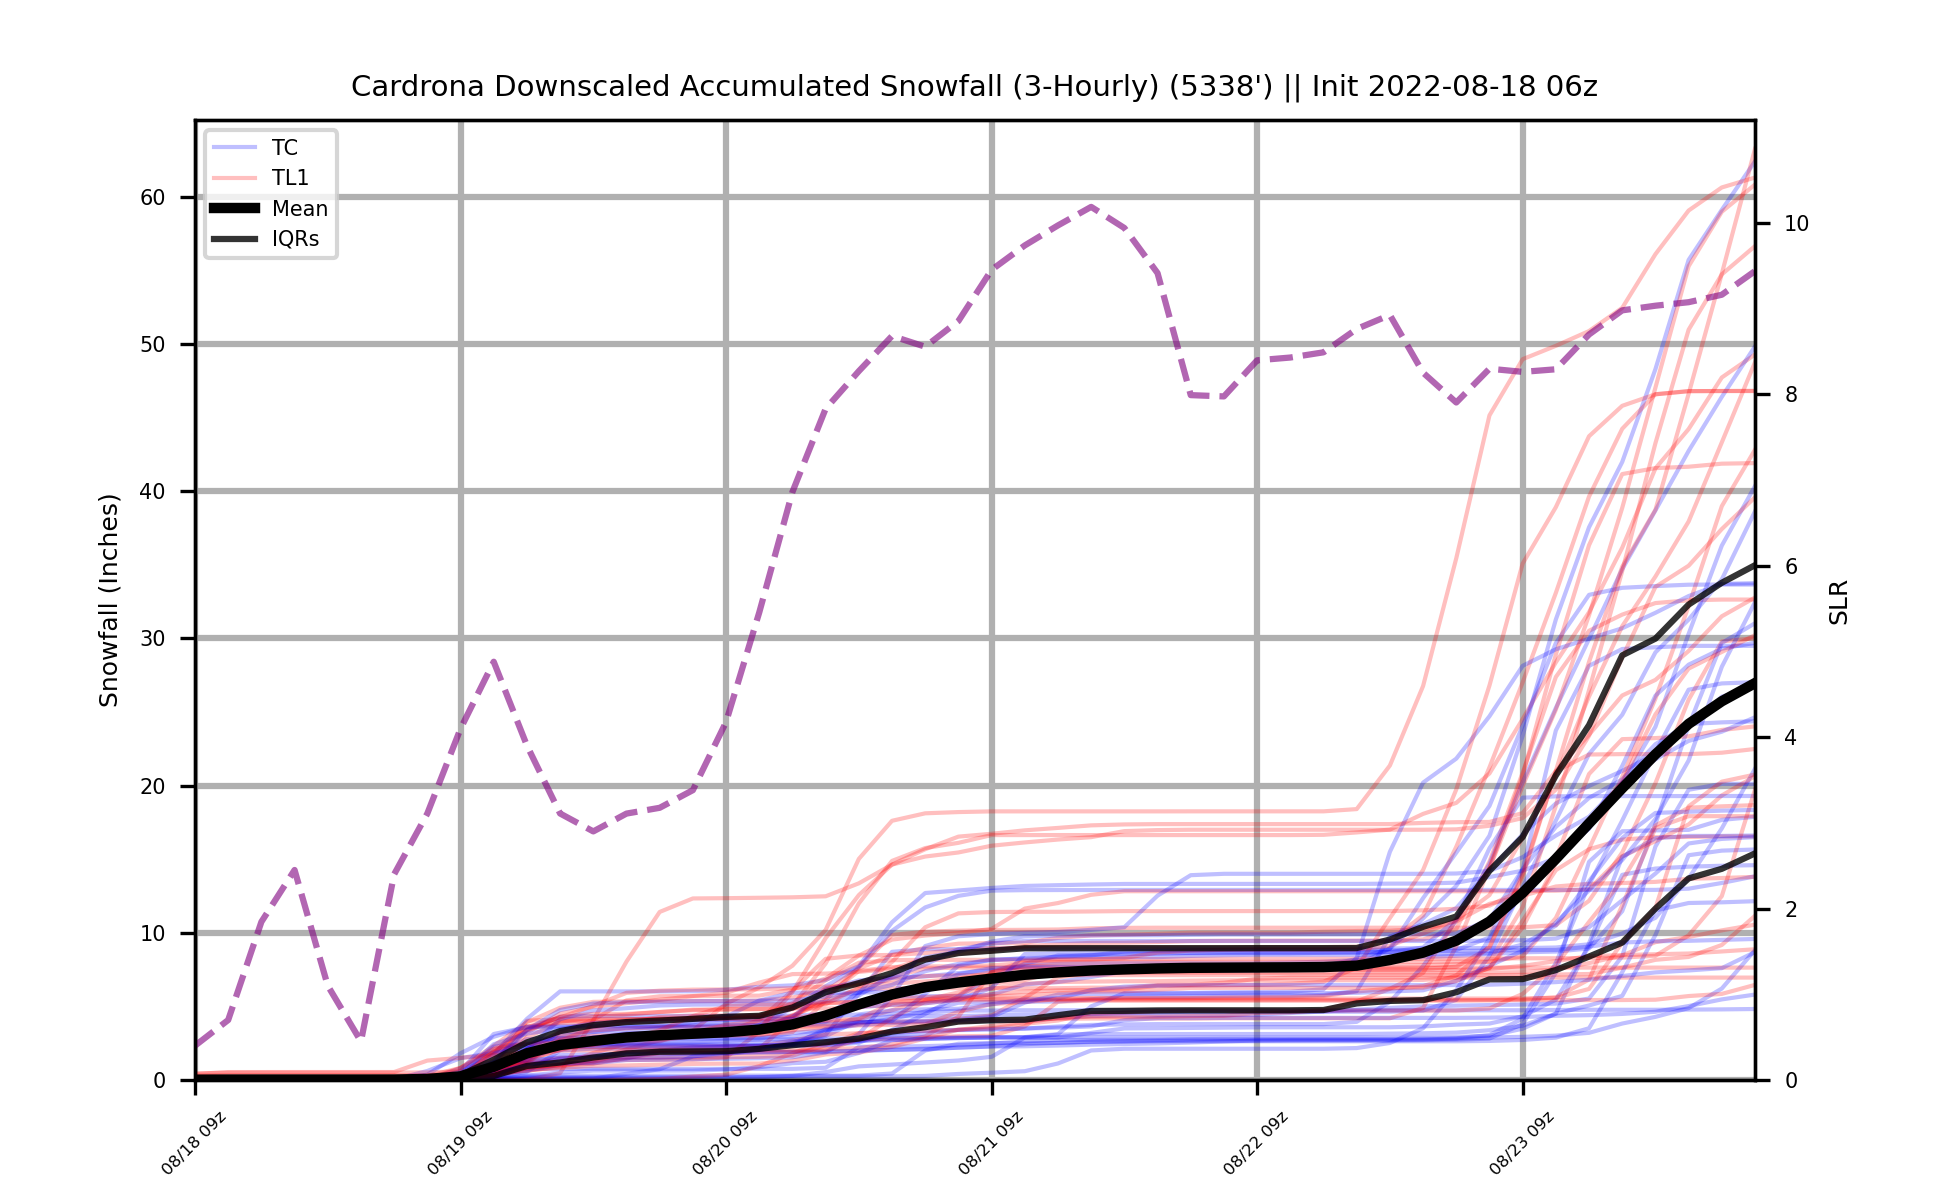 Cardrona Downscaled Accumulated Snowfall (3-Hourly) (5338') || Init 2022-08-18 06z
TC
TL1
Mean
IQRs
60
50
40
30
20
10
0
Snowfall (Inches)
10
8
6
4
2
0
SLR
08/18 09z
08/19 09z
08/20 09z
08/21 09z
08/22 09z
08/23 09z